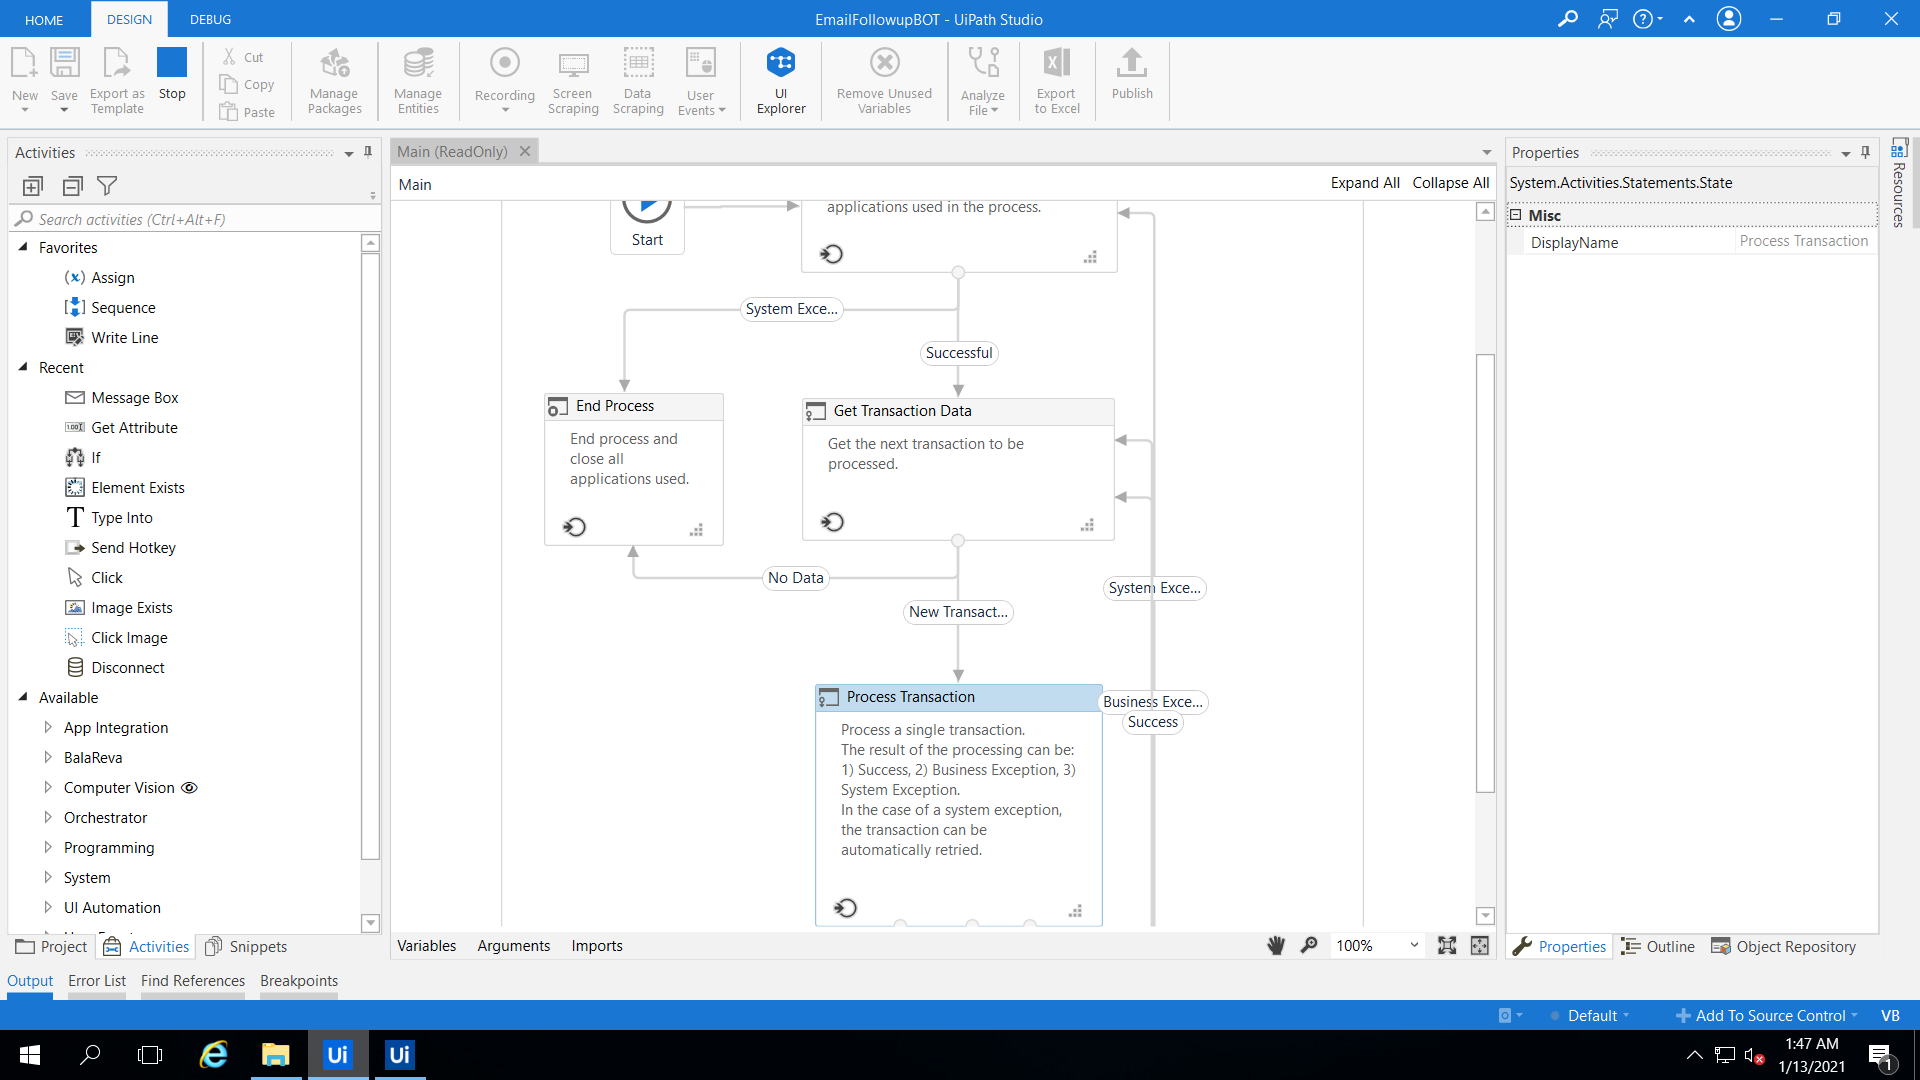 HOME
DESIGN
DEBUG
EmailFollowupBOT - UiPath Studio
New
Save
Export as
Template
Stop
Cut
Copy
Paste
Manage
Packages
Manage
Entities
Recording
Screen
Scraping
Data
Scraping
User
Events
UI
Explorer
Remove Unused
Variables
Analyze
File
Export
to Excel
Publish
Activities
Search activities (Ctrl+Alt+F)
Favorites
Assign
Sequence
Write Line
Recent
Message Box
Get Attribute
If
Element Exists
Type Into
Send Hotkey
Click
Image Exists
Click Image
Disconnect
Available
App Integration
BalaReva
Computer Vision
Orchestrator
Programming
System
UI Automation
Project
Activities
Snippets
Main (ReadOnly)
Main
Expand All
Collapse All
Start
applications used in the process.
System Exce...
Successful
End Process
End process and
close all
applications used.
Get Transaction Data
Get the next transaction to be
processed.
No Data
New Transact...
System Exce...
Process Transaction
Process a single transaction.
The result of the processing can be:
1) Success, 2) Business Exception, 3)
System Exception.
In the case of a system exception,
the transaction can be
automatically retried.
Business Exce...
Success
Variables
Arguments
Imports
100%
Properties
System.Activities.Statements.State
Misc
DisplayName
Process Transaction
Resources
Properties
Outline
Object Repository
Output
Error List
Find References
Breakpoints
Default
Add To Source Control
VB
Ui
Ui
1:47 AM
1/13/2021
1